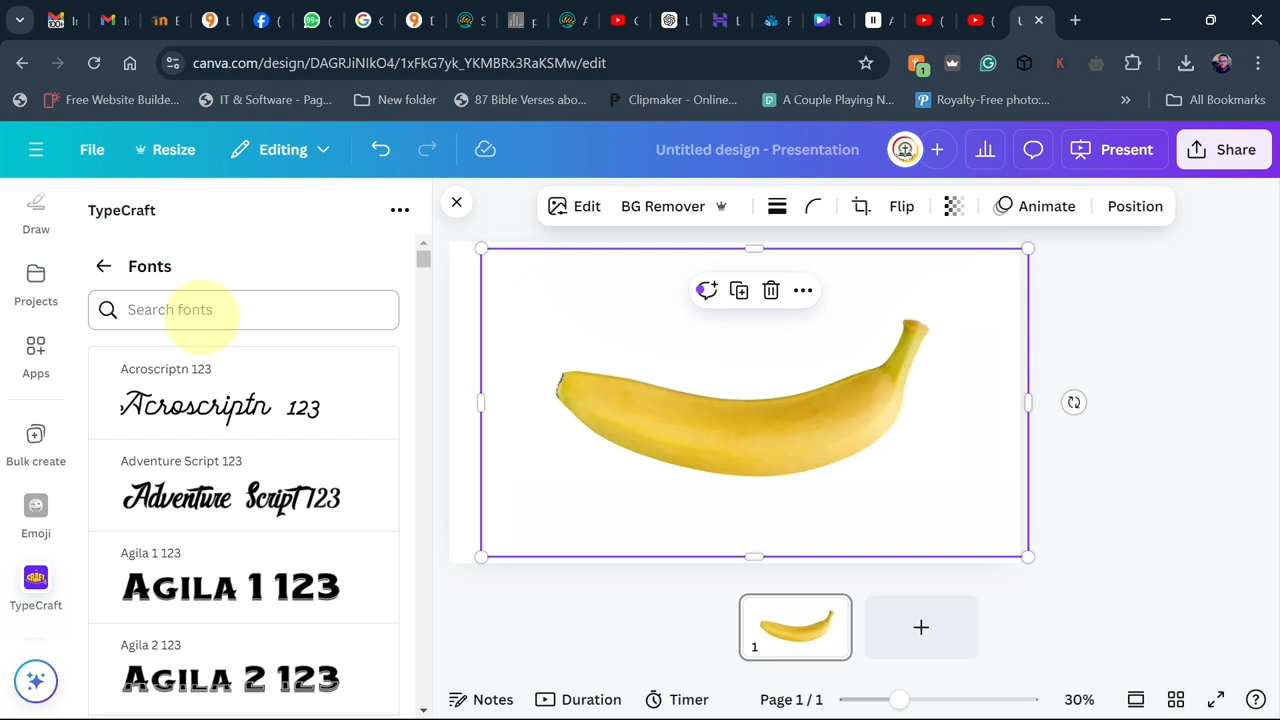 100+
99+
canva.com/design/DAGRJiNIkO4/1xFkG7yk_YKMBRx3RaKSMw/edit
1
Free Website Builde...
IT & Software - Pag...
New folder
87 Bible Verses abo...
Clipmaker - Online...
A Couple Playing N...
Royalty-Free photo:...
All Bookmarks
File
Resize
Editing
Untitled design - Presentation
Present
Share
Draw
Projects
Apps
Bulk create
Emoji
TypeCraft
TypeCraft
Fonts
Search fonts
Acroscriptn 123
Acroscriptn 123
Adventure Script 123
Adventure Script 123
Agila 1 123
Agila 1 123
Agila 2 123
Agila 2 123
Edit
BG Remover
Flip
Animate
Position
1
Notes
Duration
Timer
Page 1 / 1
30%